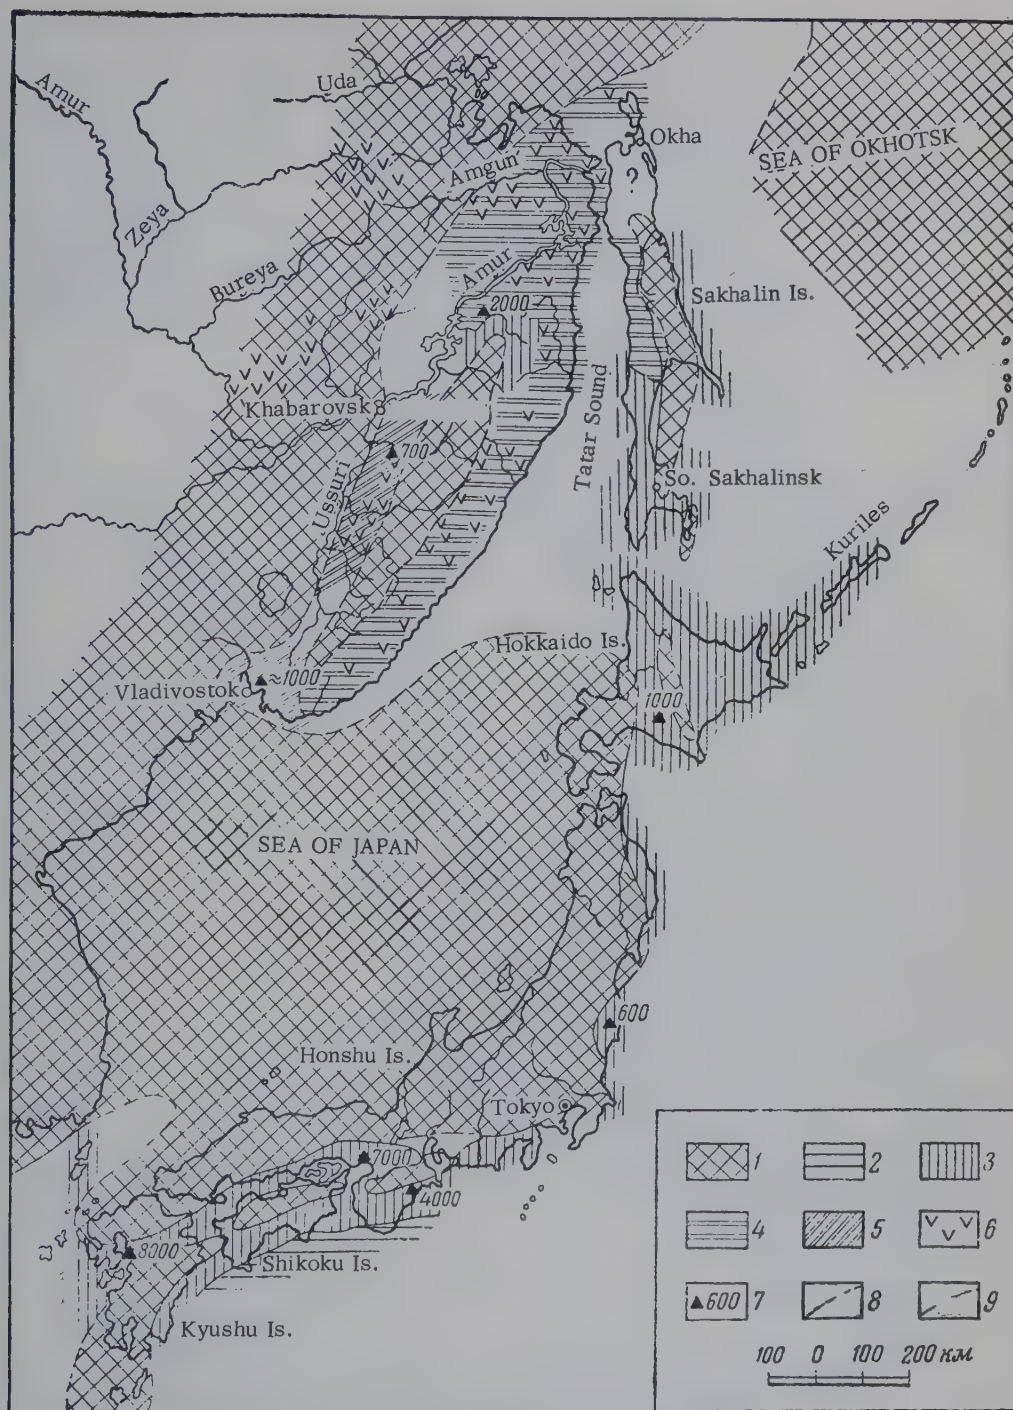 Uda
Amur
Okha
SEA OF OKHOTSK
Amgun'
?
Zeya
Bureya
Amur
Sakhalin Is.
2000
Tatar Sound
Khabarovsk
700
So. Sakhalinsk
Ussuri
Kuriles
Hokkaido Is.
≈1000
Vladivostok
1000
SEA OF JAPAN
600
Honshu Is.
Tokyo
7000
4000
8000
Shikoku Is.
Kyushu Is.
1 2 3
4 5 6
600 7 8 9
100 0 100 200 км